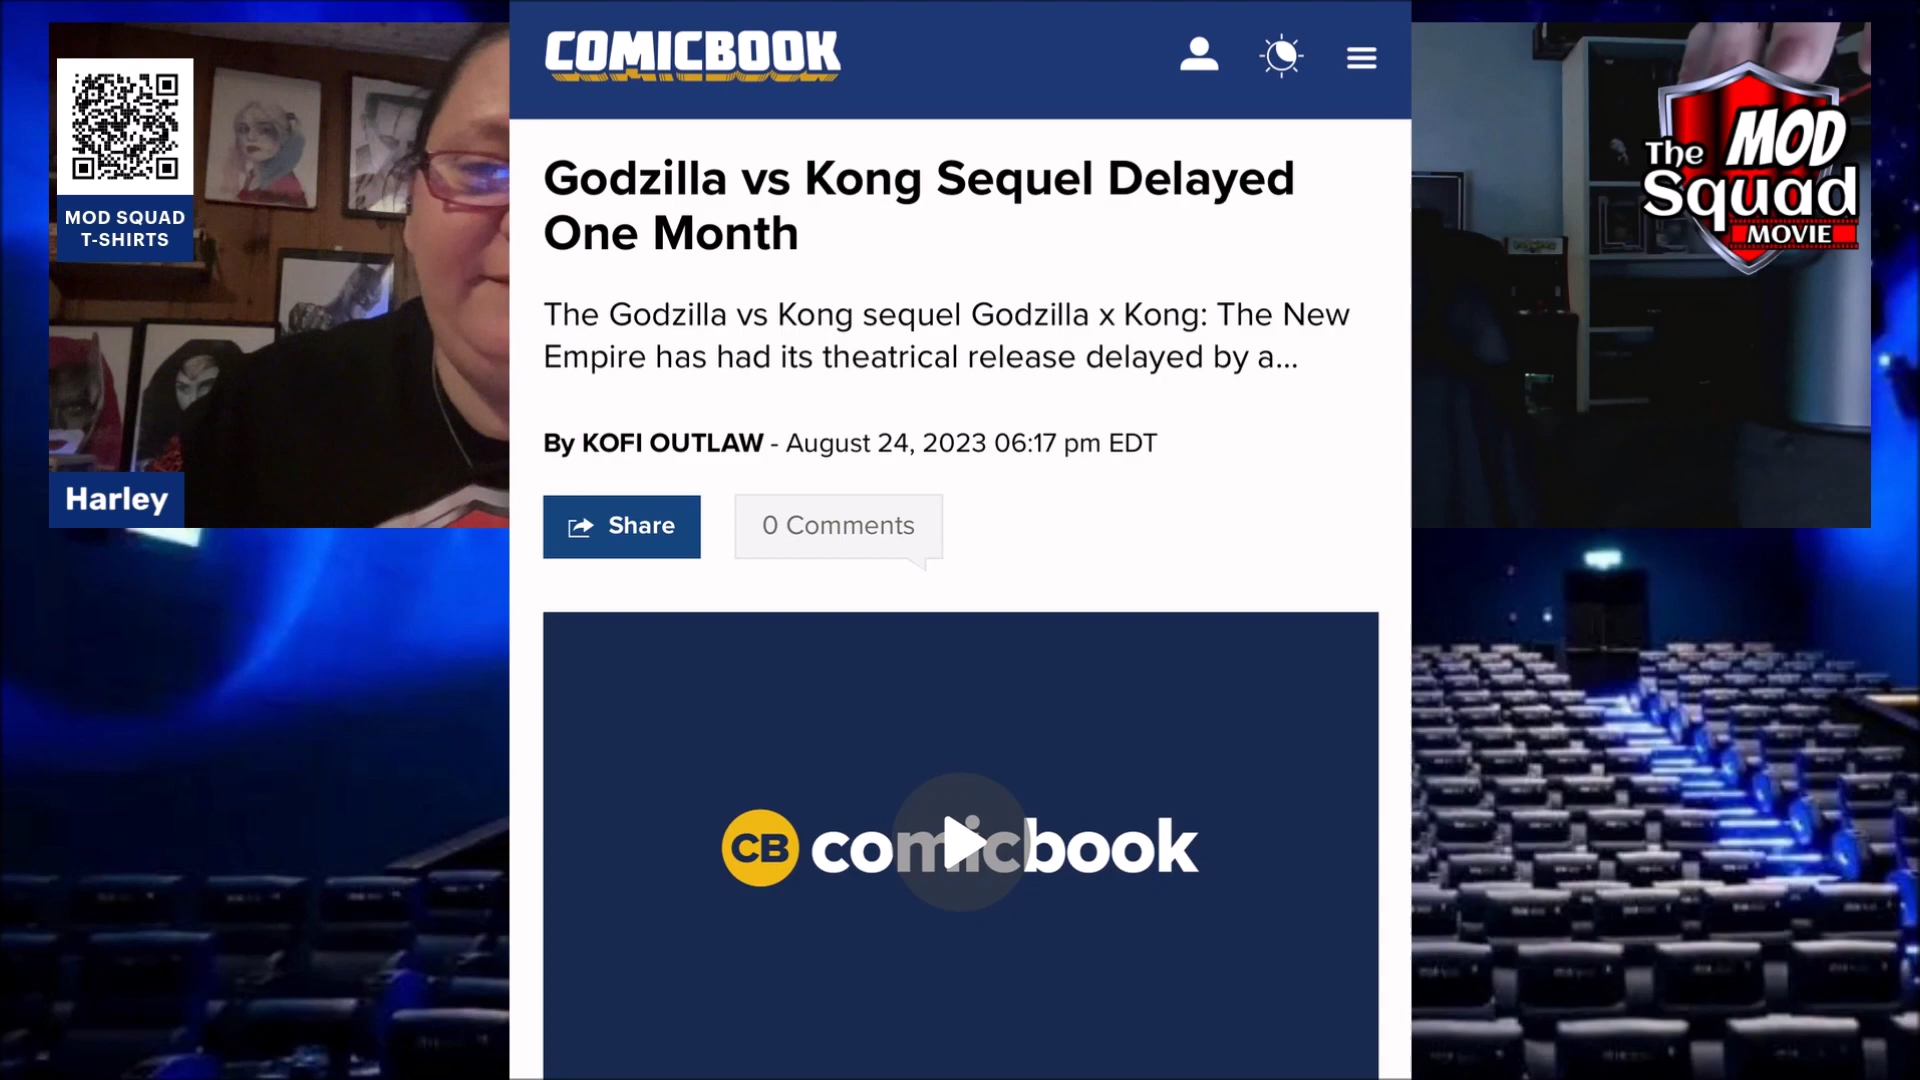 COMICBOOK
MOD SQUAD
T-SHIRTS
Harley
Godzilla vs Kong Sequel Delayed
One Month
The Godzilla vs Kong sequel Godzilla x Kong: The New
Empire has had its theatrical release delayed by a...
By KOFI OUTLAW - August 24, 2023 06:17 pm EDT
Share
0 Comments
CB comicbook
The MOD
Squad
MOVIE